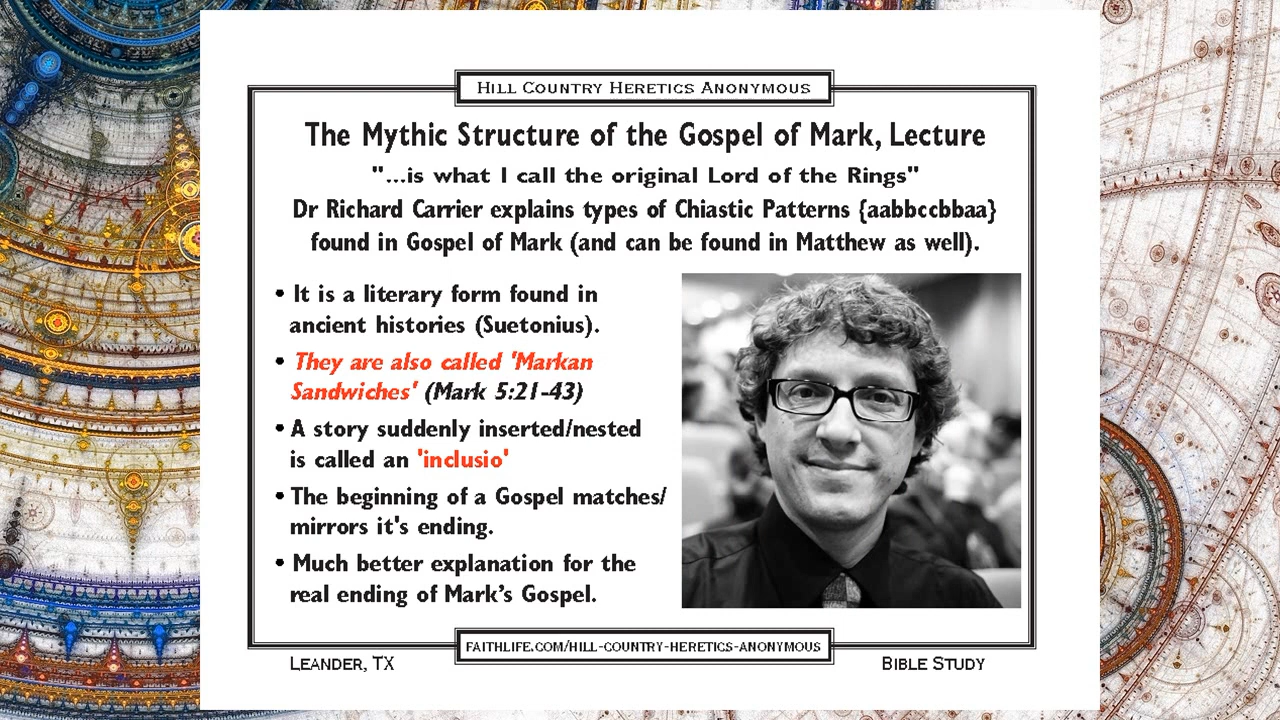 Hill Country Heretics Anonymous
The Mythic Structure of the Gospel of Mark, Lecture
"...is what I call the original Lord of the Rings"
Dr Richard Carrier explains types of Chiastic Patterns {aabbccbbaa}
found in Gospel of Mark (and can be found in Matthew as well).
• It is a literary form found in
ancient histories (Suetonius).
• They are also called 'Markan
Sandwiches' (Mark 5:21-43)
• A story suddenly inserted/nested
is called an 'inclusio'
• The beginning of a Gospel matches/
mirrors it's ending.
• Much better explanation for the
real ending of Mark’s Gospel.
faithlife.com/hill-country-heretics-anonymous
Leander, TX
Bible Study